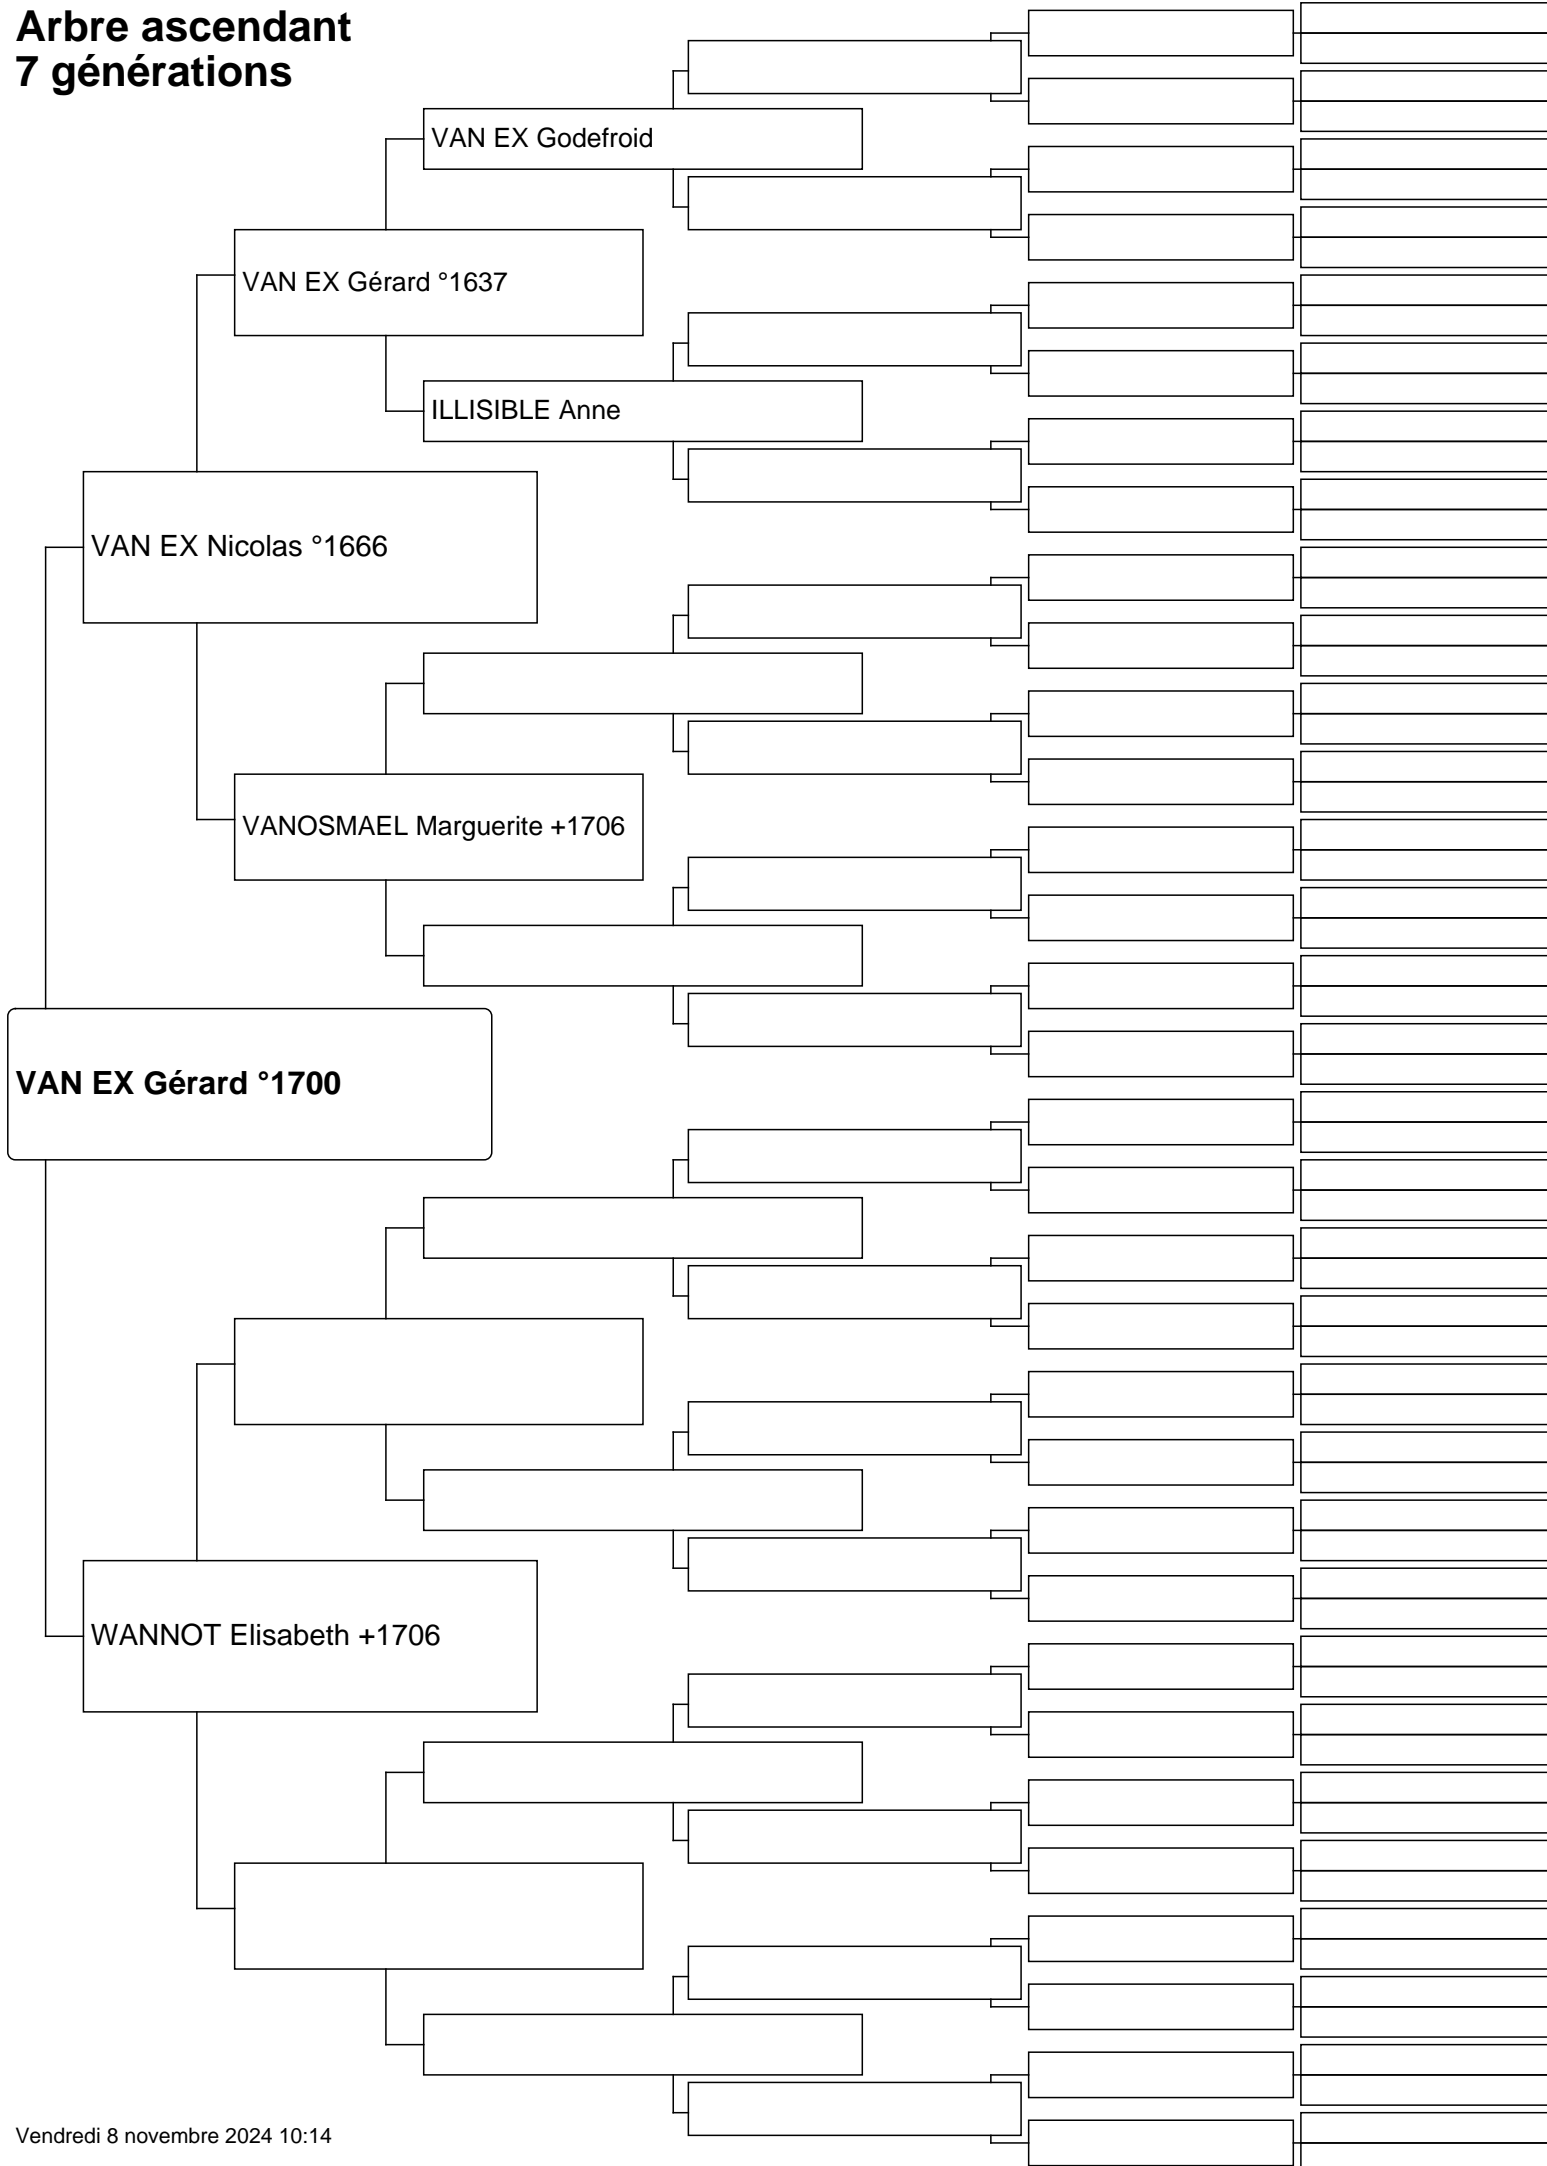 Arbre ascendant
7 générations
VAN EX Godefroid
VAN EX Gérard °1637
ILLISIBLE Anne
VAN EX Nicolas °1666
VANOSMAEL Marguerite +1706
VAN EX Gérard °1700
WANNOT Elisabeth +1706
Vendredi 8 novembre 2024 10:14